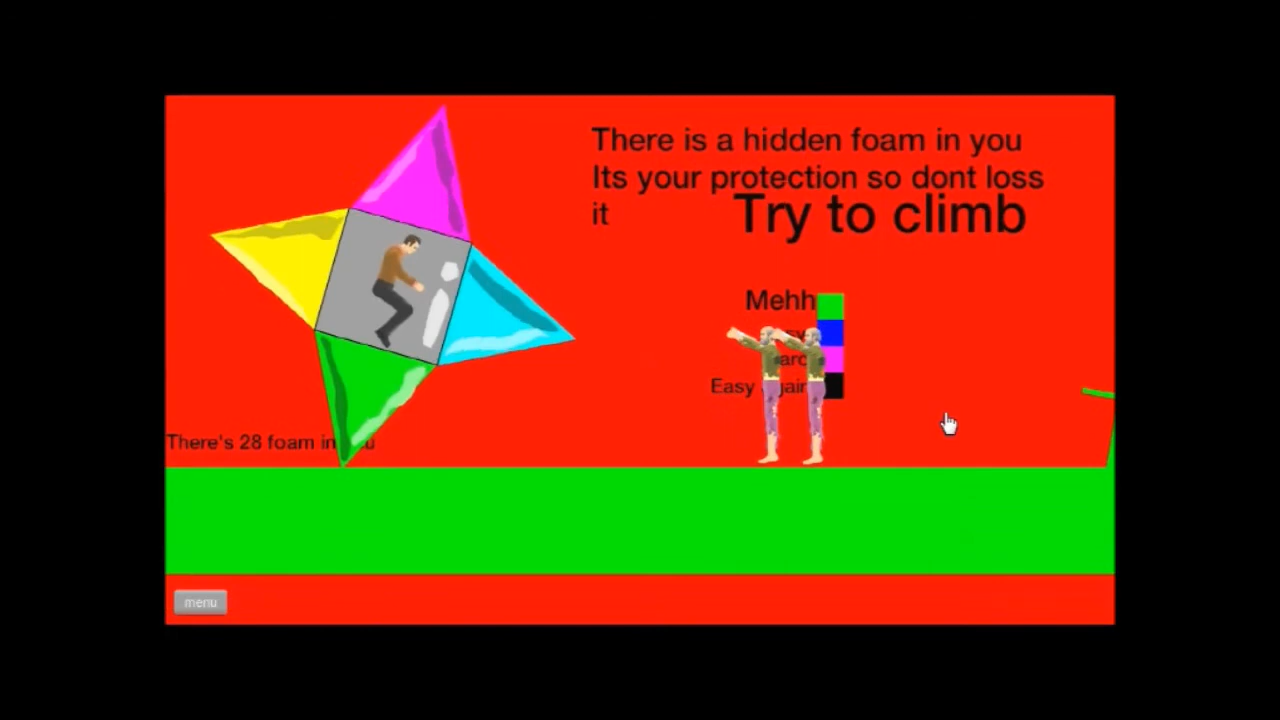 There is a hidden foam in you
Its your protection so dont loss
it
Try to climb
Mehh
Easy
There's 28 foam in
menu